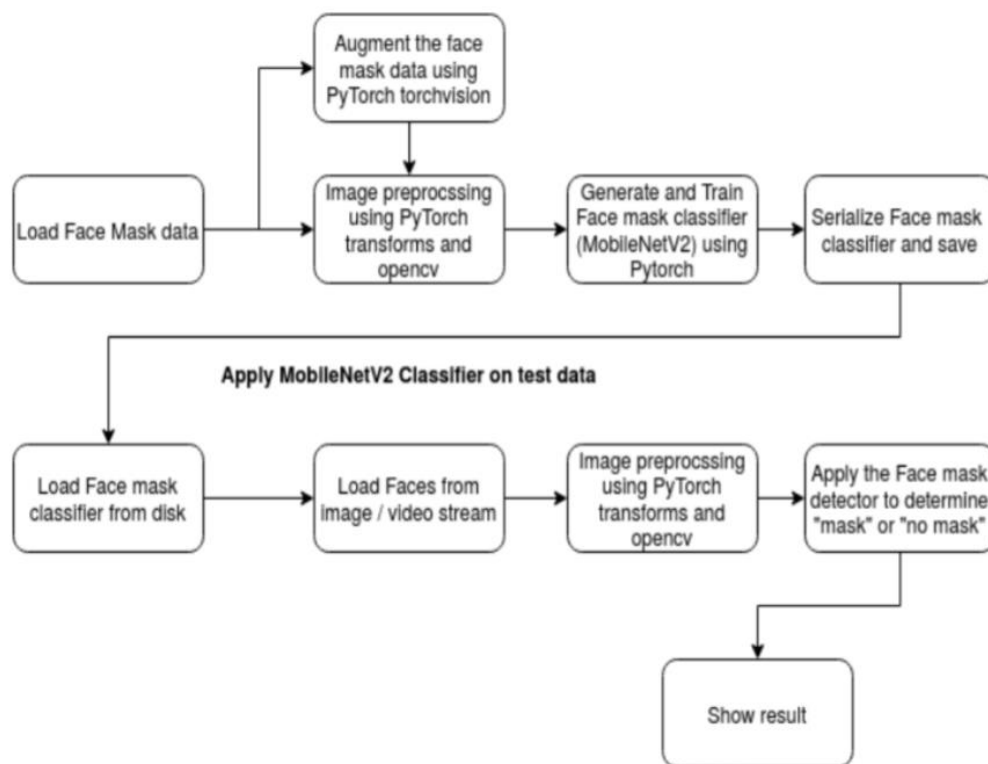 Augment the face
mask data using
PyTorch torchvision
Load Face Mask data
Image preprocssing
using PyTorch
transforms and
opencv
Generate and Train
Face mask classifier
(MobileNetV2) using
Pytorch
Serialize Face mask
classifier and save
Apply MobileNetV2 Classifier on test data
Load Face mask
classifier from disk
Load Faces from
image / video stream
Image preprocssing
using PyTorch
transforms and
opencv
Apply the Face mask
detector to determine
"mask" or "no mask"
Show result